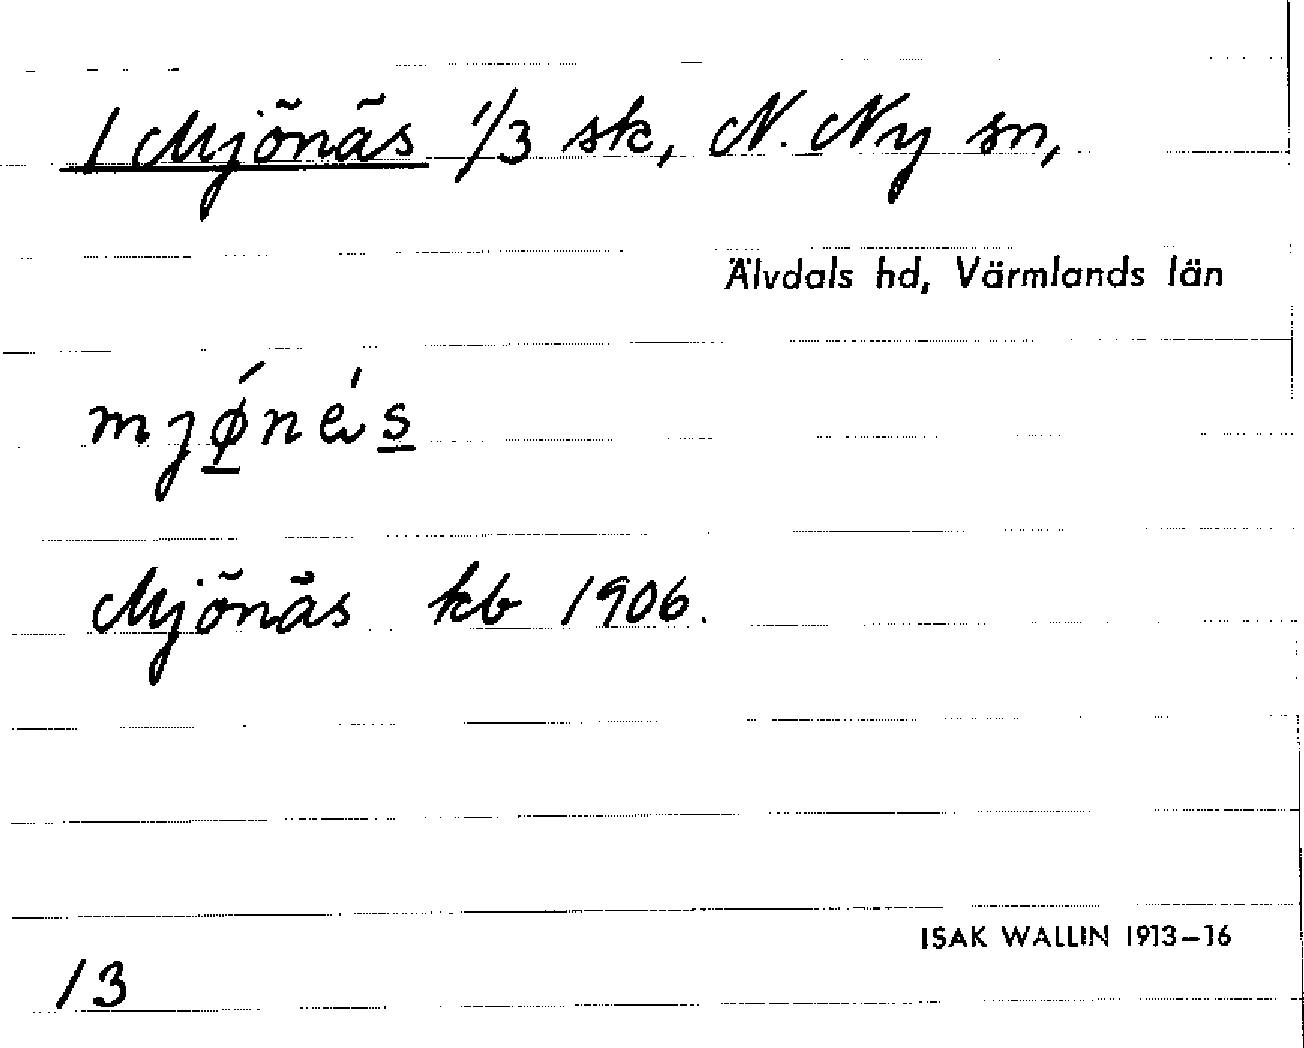 1 Mjönäs 1/3 sk, N. Ny sn,
Älvdals hd, Värmlands län
Mjönäs kb 1906.
ISAK WALLIN 1913–16
13